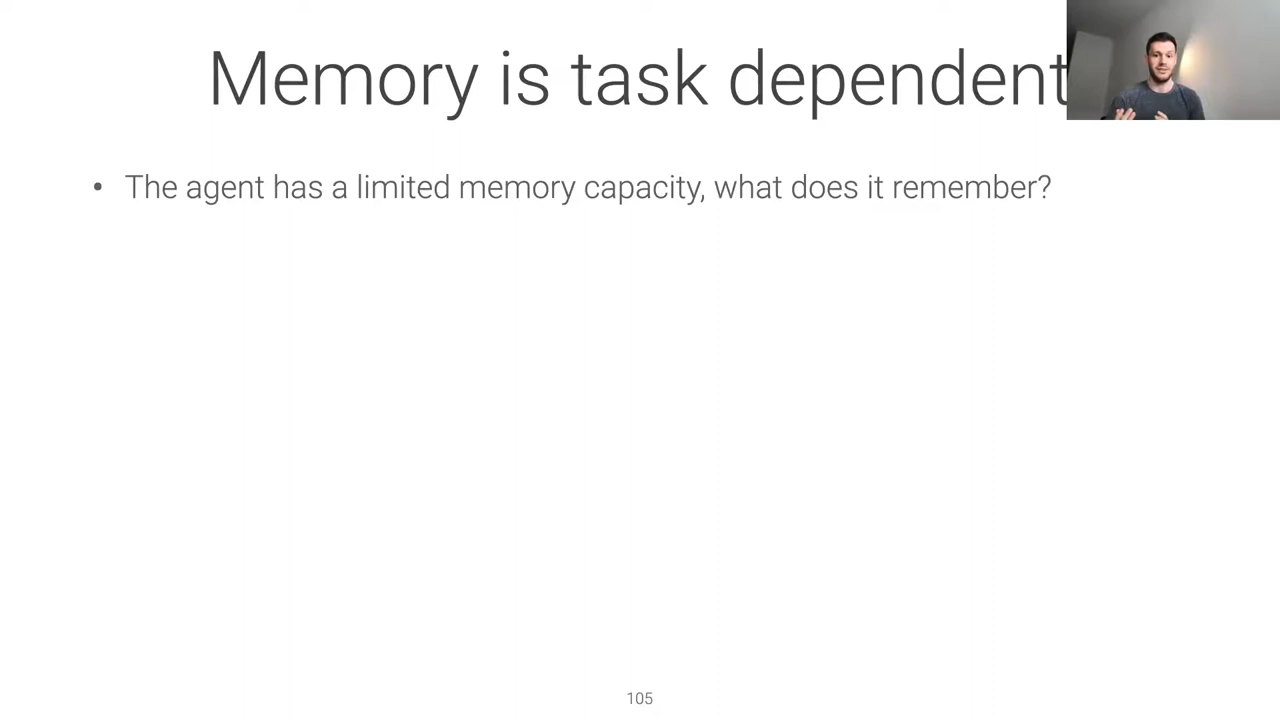 Memory is task dependent
• The agent has a limited memory capacity, what does it remember?
105